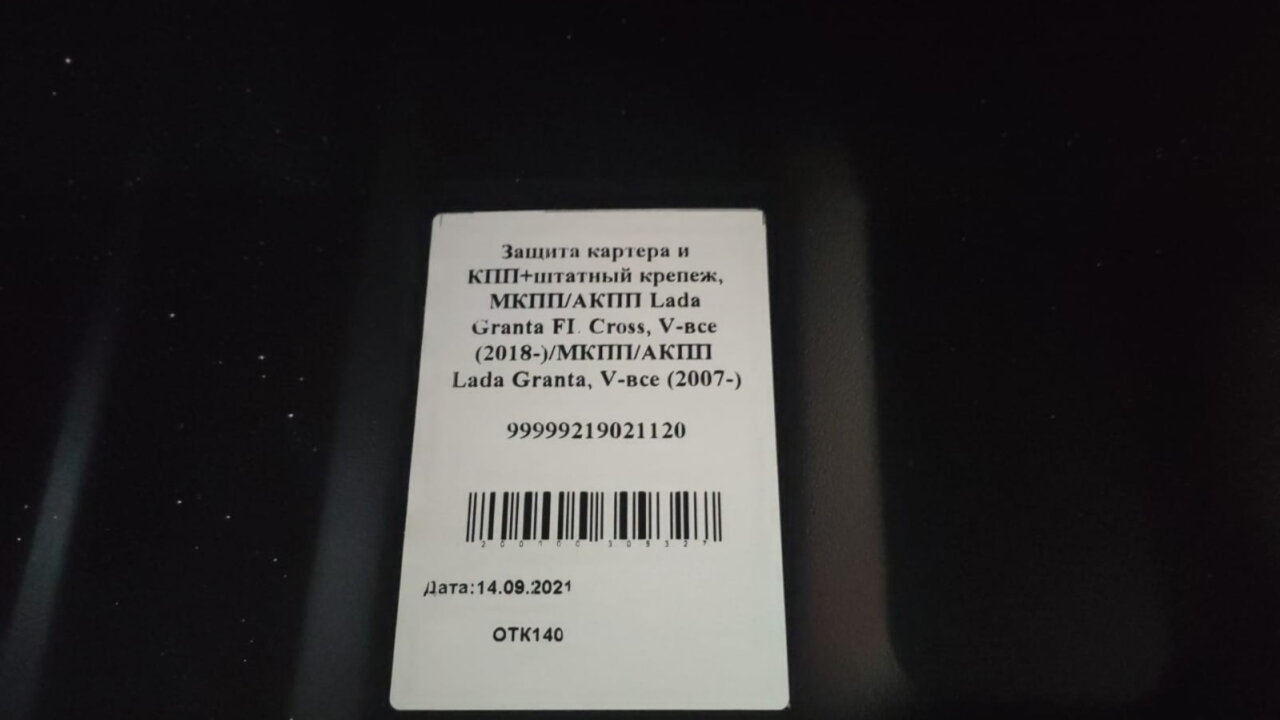 Защита картера и
КПП+штатный крепеж,
МКПП/АКПП Lada
Granta FL Cross, V-все
(2018-)/МКПП/АКПП
Lada Granta, V-все (2007-)
99999219021120
Дата:14.09.2021
ОТК140